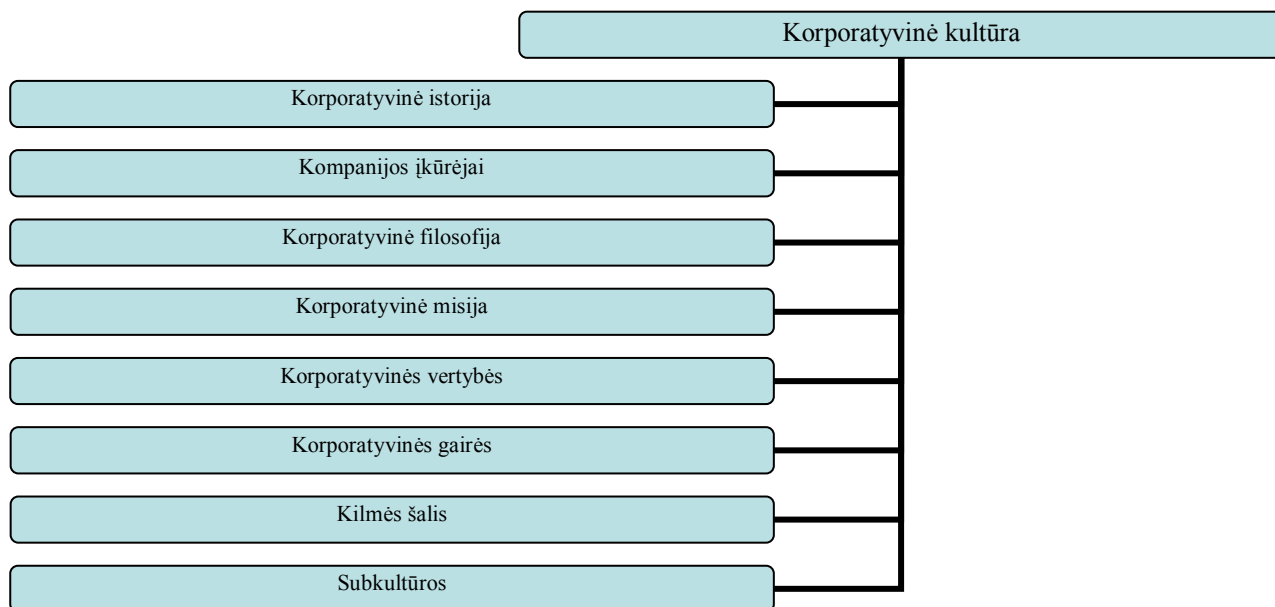 Korporatyvinė kultūra
Korporatyvinė istorija
Kompanijos įkūrėjai
Korporatyvinė filosofija
Korporatyvinė misija
Korporatyvinės vertybės
Korporatyvinės gairės
Kilmės šalis
Subkultūros